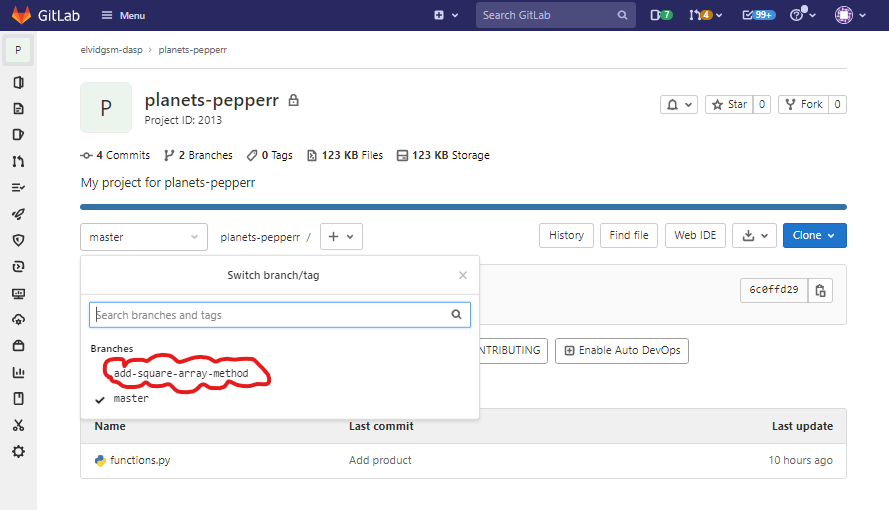 GitLab Menu Search GitLab 7 4 99+
P elvidgsm-dasp › planets-pepperr
P planets-pepperr Star 0 Fork 0
Project ID: 2013
4 Commits 2 Branches 0 Tags 123 KB Files 123 KB Storage
My project for planets-pepperr
master planets-pepperr / + History Find file Web IDE Clone
Switch branch/tag
6c0ffd29
Search branches and tags
Branches NTRIBUTING Enable Auto DevOps
add-square-array-method
master
Name Last commit Last update
functions.py Add product 10 hours ago